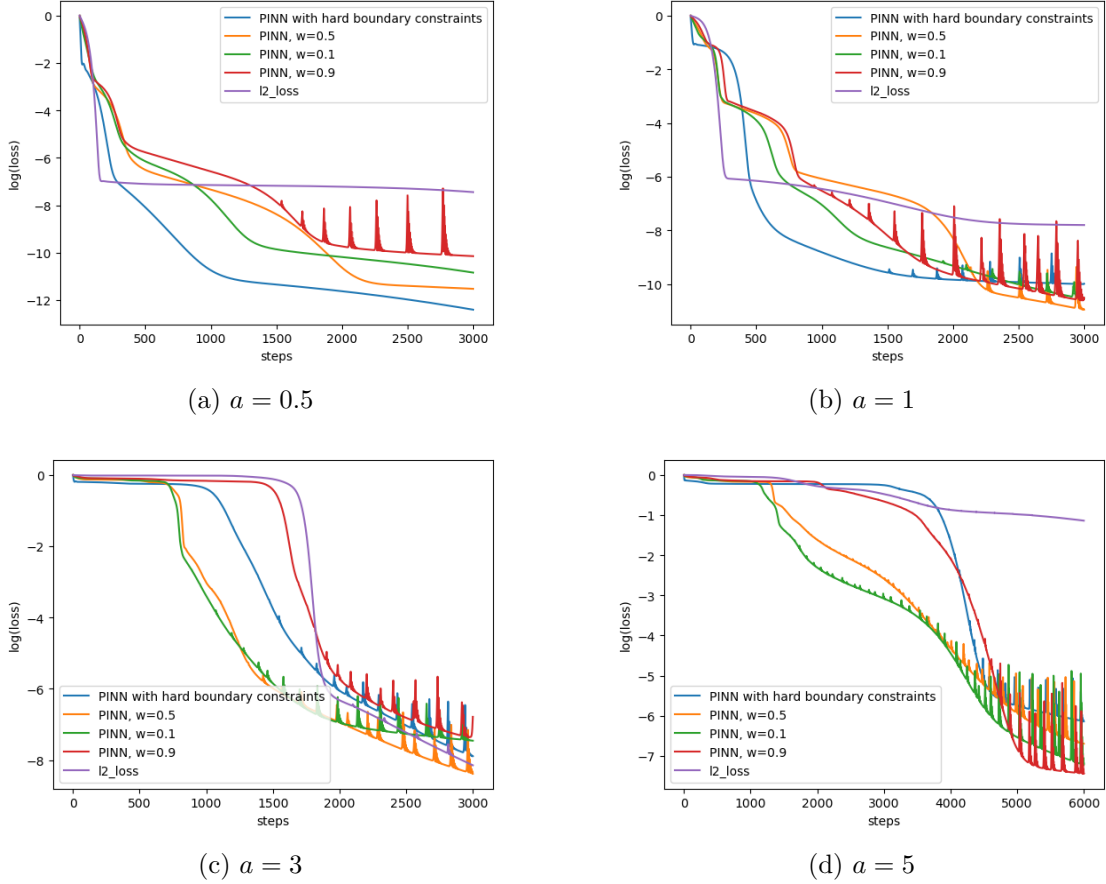 0
−2
−4
−6
−8
−10
−12
log(loss)
0 500 1000 1500 2000 2500 3000
steps
PINN with hard boundary constraints
PINN, w=0.5
PINN, w=0.1
PINN, w=0.9
l2_loss
(a) a = 0.5
0
−2
−4
−6
−8
−10
log(loss)
0 500 1000 1500 2000 2500 3000
steps
PINN with hard boundary constraints
PINN, w=0.5
PINN, w=0.1
PINN, w=0.9
l2_loss
(b) a = 1
0
−2
−4
−6
−8
log(loss)
0 500 1000 1500 2000 2500 3000
steps
PINN with hard boundary constraints
PINN, w=0.5
PINN, w=0.1
PINN, w=0.9
l2_loss
(c) a = 3
0
−1
−2
−3
−4
−5
−6
−7
log(loss)
0 1000 2000 3000 4000 5000 6000
steps
PINN with hard boundary constraints
PINN, w=0.5
PINN, w=0.1
PINN, w=0.9
l2_loss
(d) a = 5